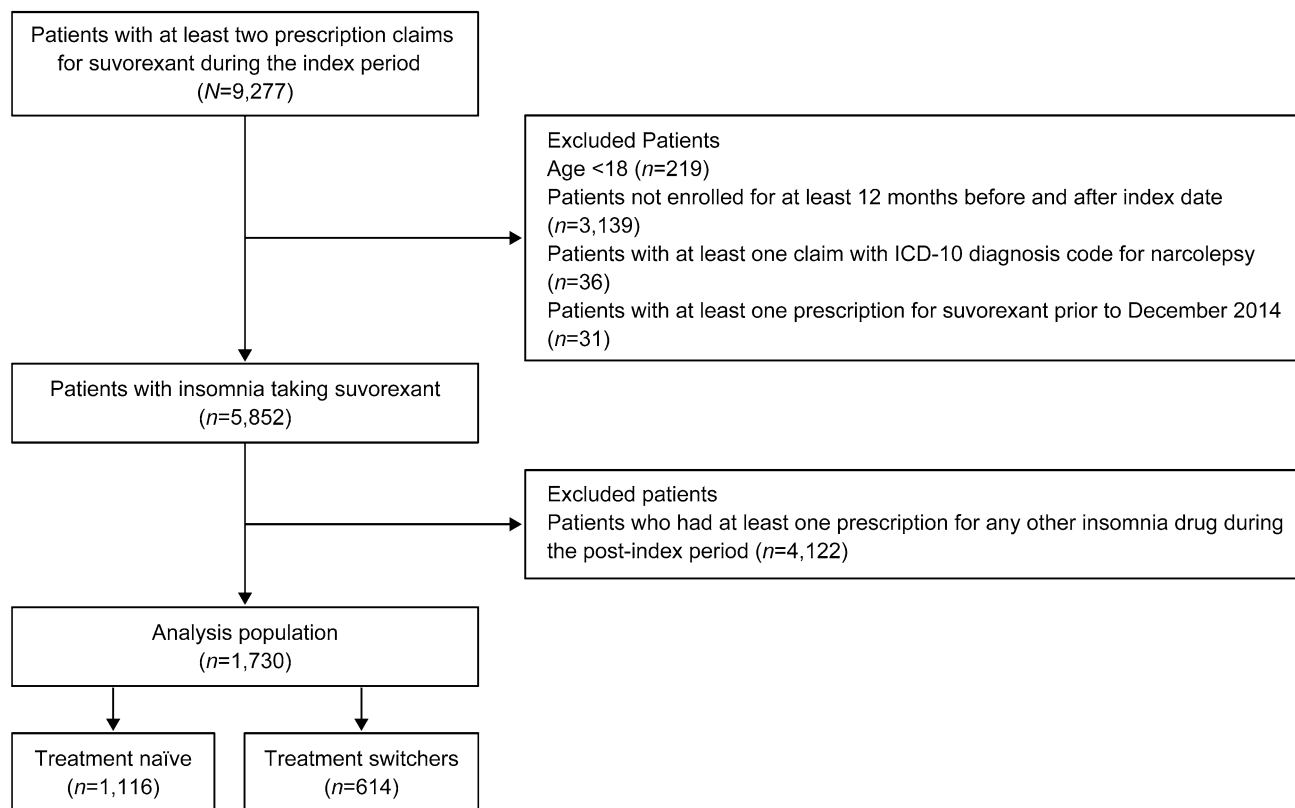 Patients with at least two prescription claims
for suvorexant during the index period
(N=9,277)
Excluded Patients
Age <18 (n=219)
Patients not enrolled for at least 12 months before and after index date
(n=3,139)
Patients with at least one claim with ICD-10 diagnosis code for narcolepsy
(n=36)
Patients with at least one prescription for suvorexant prior to December 2014
(n=31)
Patients with insomnia taking suvorexant
(n=5,852)
Excluded patients
Patients who had at least one prescription for any other insomnia drug during
the post-index period (n=4,122)
Analysis population
(n=1,730)
Treatment naïve
(n=1,116)
Treatment switchers
(n=614)